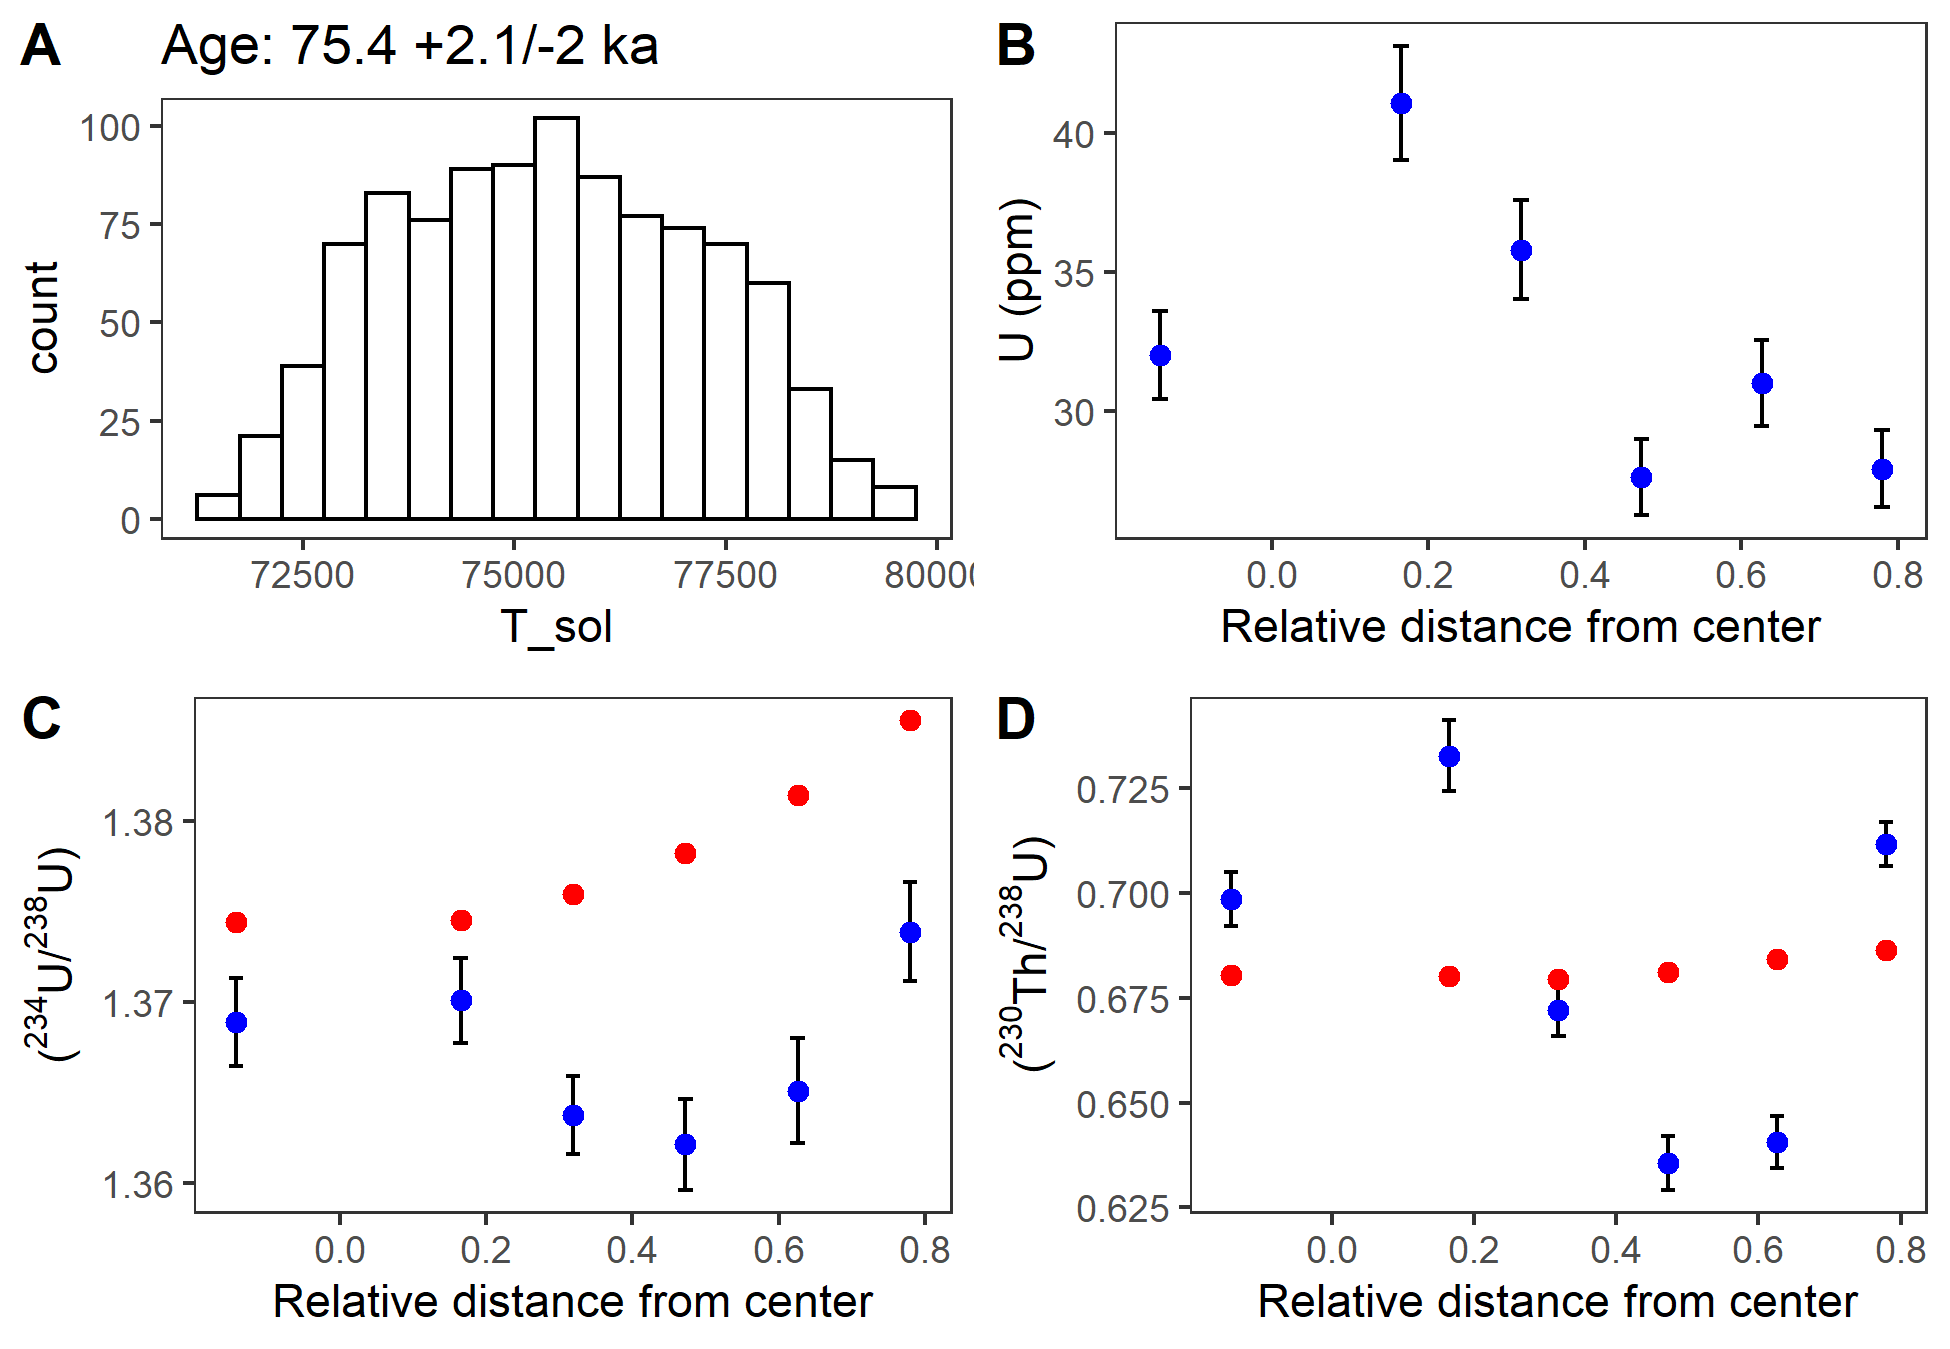 A
Age: 75.4 +2.1/-2 ka
100
75
50
25
0
count
72500
75000
77500
8000
T_sol
B
40
35
30
U (ppm)
0.0
0.2
0.4
0.6
0.8
Relative distance from center
C
1.38
1.37
1.36
(²³⁴U/²³⁸U)
0.0
0.2
0.4
0.6
0.8
Relative distance from center
D
0.725
0.700
0.675
0.650
0.625
(²³⁰Th/²³⁸U)
0.0
0.2
0.4
0.6
0.8
Relative distance from center